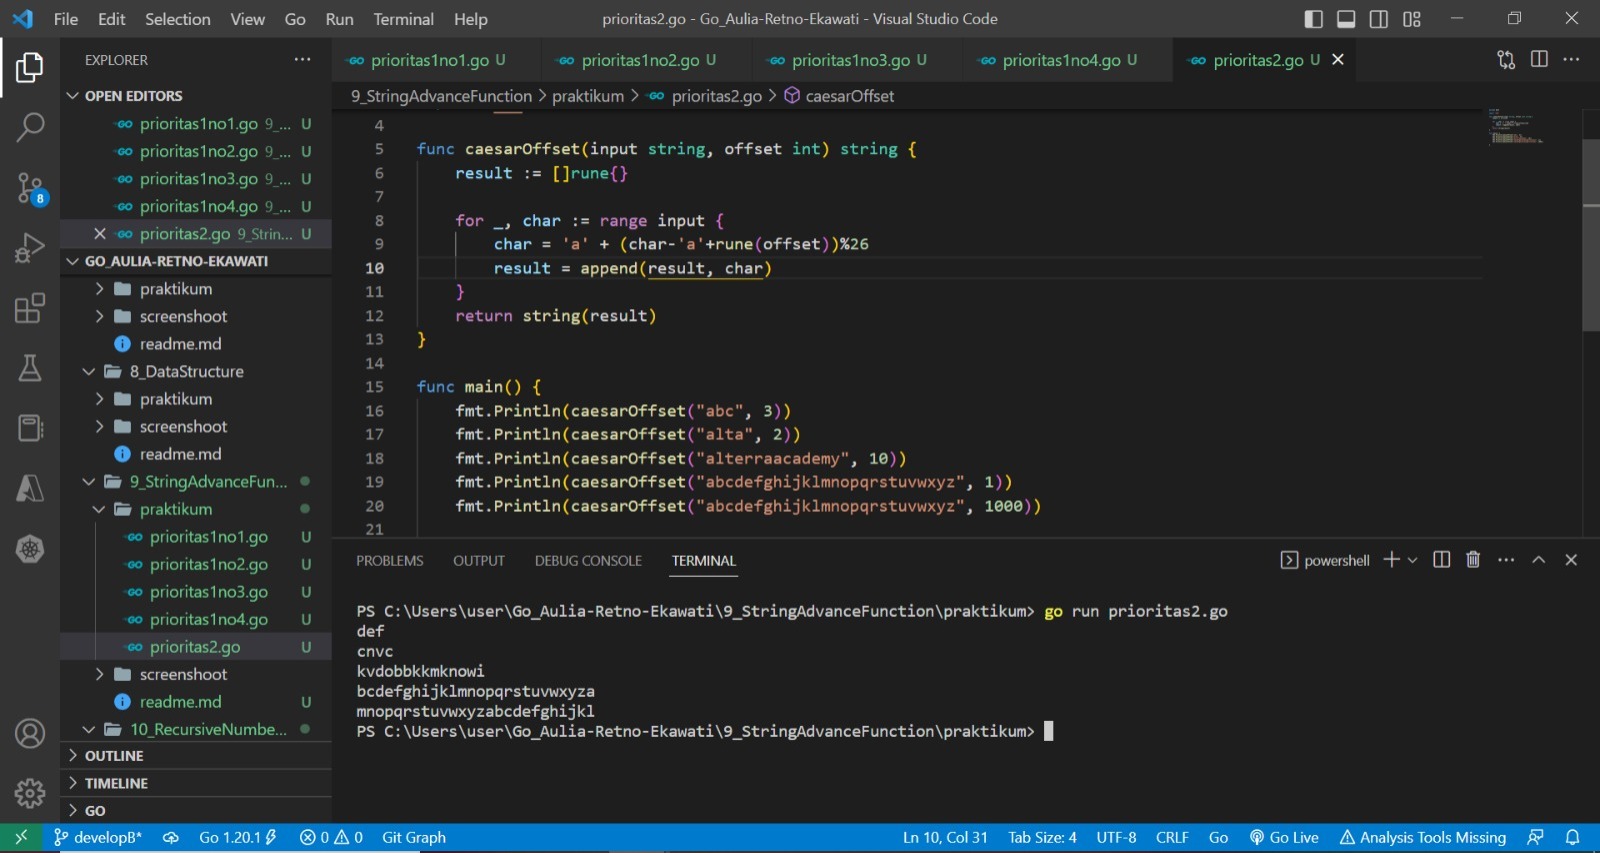 File Edit Selection View Go Run Terminal Help prioritas2.go - Go_Aulia-Retno-Ekawati - Visual Studio Code
EXPLORER
prioritas1no1.go U prioritas1no2.go U prioritas1no3.go U prioritas1no4.go U prioritas2.go U
OPEN EDITORS
prioritas1no1.go 9_... U
prioritas1no2.go 9_... U
prioritas1no3.go 9_... U
prioritas1no4.go 9_... U
prioritas2.go 9_Strin... U
GO_AULIA-RETNO-EKAWATI
praktikum
screenshoot
readme.md
8_DataStructure
praktikum
screenshoot
readme.md
9_StringAdvanceFun...
praktikum
prioritas1no1.go U
prioritas1no2.go U
prioritas1no3.go U
prioritas1no4.go U
prioritas2.go U
screenshoot
readme.md U
10_RecursiveNumbe...
OUTLINE
TIMELINE
GO
8
9_StringAdvanceFunction > praktikum > prioritas2.go > caesarOffset
4
5 func caesarOffset(input string, offset int) string {
6 result := []rune{}
7
8 for _, char := range input {
9 char = 'a' + (char-'a'+rune(offset))%26
10 result = append(result, char)
11 }
12 return string(result)
13 }
14
15 func main() {
16 fmt.Println(caesarOffset("abc", 3))
17 fmt.Println(caesarOffset("alta", 2))
18 fmt.Println(caesarOffset("alterraacademy", 10))
19 fmt.Println(caesarOffset("abcdefghijklmnopqrstuvwxyz", 1))
20 fmt.Println(caesarOffset("abcdefghijklmnopqrstuvwxyz", 1000))
21
PROBLEMS OUTPUT DEBUG CONSOLE TERMINAL powershell
PS C:\Users\user\Go_Aulia-Retno-Ekawati\9_StringAdvanceFunction\praktikum> go run prioritas2.go
def
cnvc
kvdobbkkmknowi
bcdefghijklmnopqrstuvwxyza
mnopqrstuvwxyzabcdefghijkl
PS C:\Users\user\Go_Aulia-Retno-Ekawati\9_StringAdvanceFunction\praktikum>
developB* Go 1.20.1 0 0 Git Graph Ln 10, Col 31 Tab Size: 4 UTF-8 CRLF Go Go Live Analysis Tools Missing